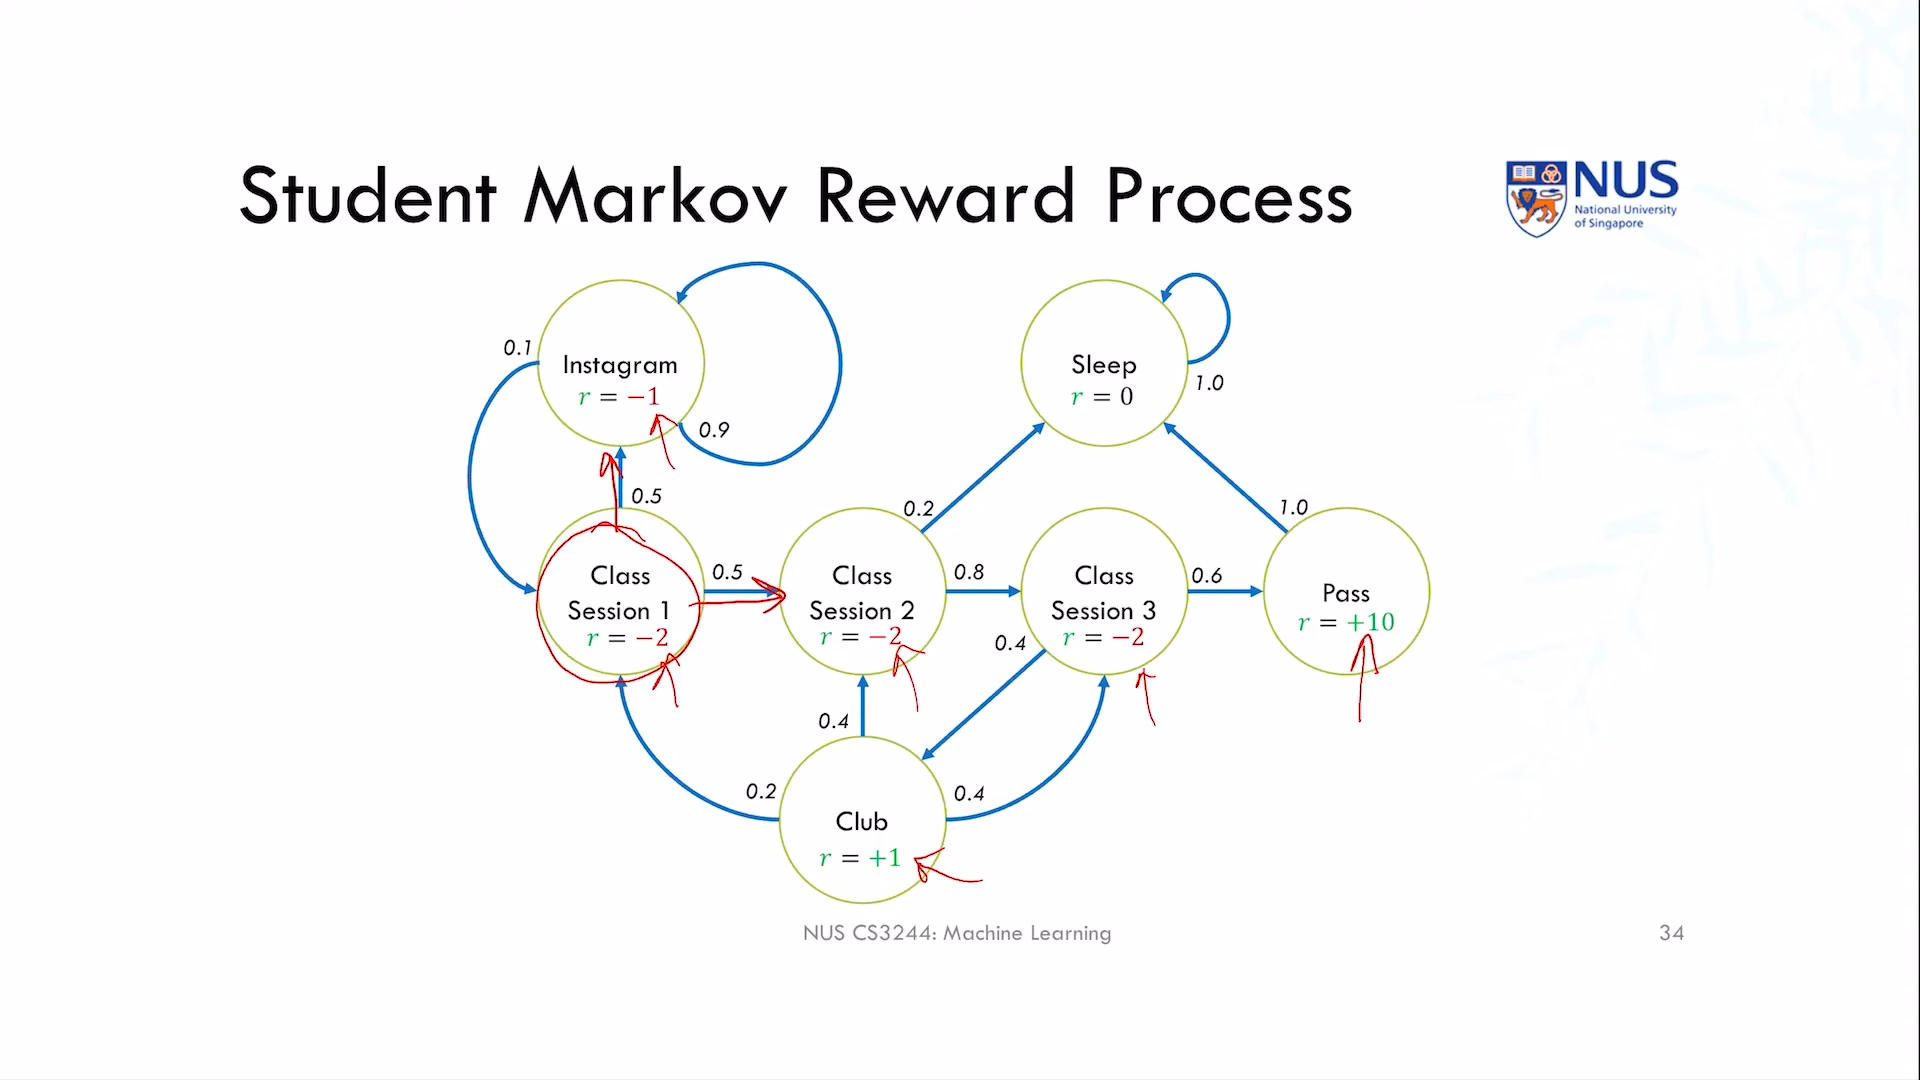 Student Markov Reward Process
NUS
National University
of Singapore
0.1
Instagram
r = −1
0.9
Sleep
r = 0
1.0
0.5
0.2
1.0
Class
Session 1
r = −2
0.5
Class
Session 2
r = −2
0.8
Class
Session 3
r = −2
0.6
Pass
r = +10
0.4
0.4
0.2
0.4
Club
r = +1
NUS CS3244: Machine Learning
34